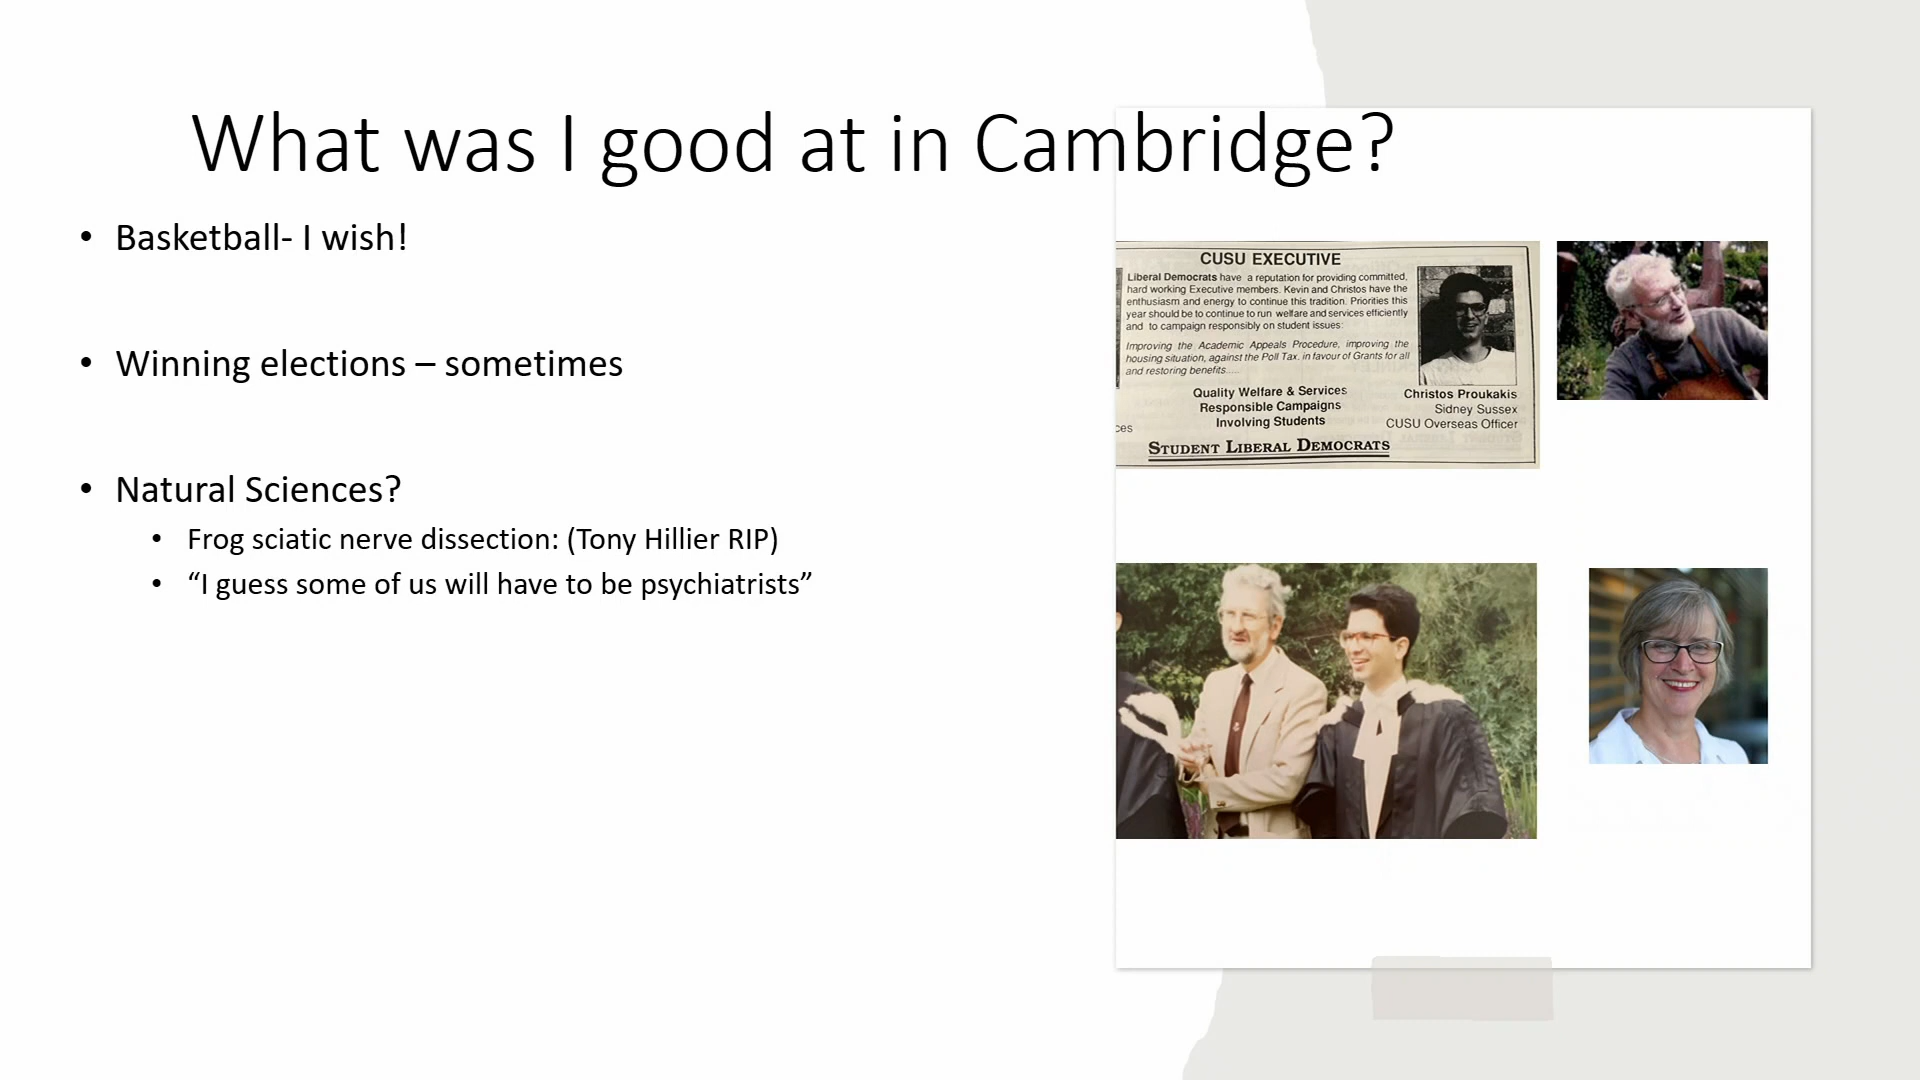 What was I good at in Cambridge?
• Basketball- I wish!
• Winning elections – sometimes
• Natural Sciences?
• Frog sciatic nerve dissection: (Tony Hillier RIP)
• “I guess some of us will have to be psychiatrists”
CUSU EXECUTIVE
Liberal Democrats have a reputation for providing committed,
hard working Executive members. Kevin and Christos have the
enthusiasm and energy to continue this tradition. Priorities this
year should be to continue to run welfare and services efficiently
and to campaign responsibly on student issues:
Improving the Academic Appeals Procedure, improving the
housing situation, against the Poll Tax, in favour of Grants for all
and restoring benefits.....
Quality Welfare & Services
Responsible Campaigns
Involving Students
Christos Proukakis
Sidney Sussex
CUSU Overseas Officer
ces
STUDENT LIBERAL DEMOCRATS